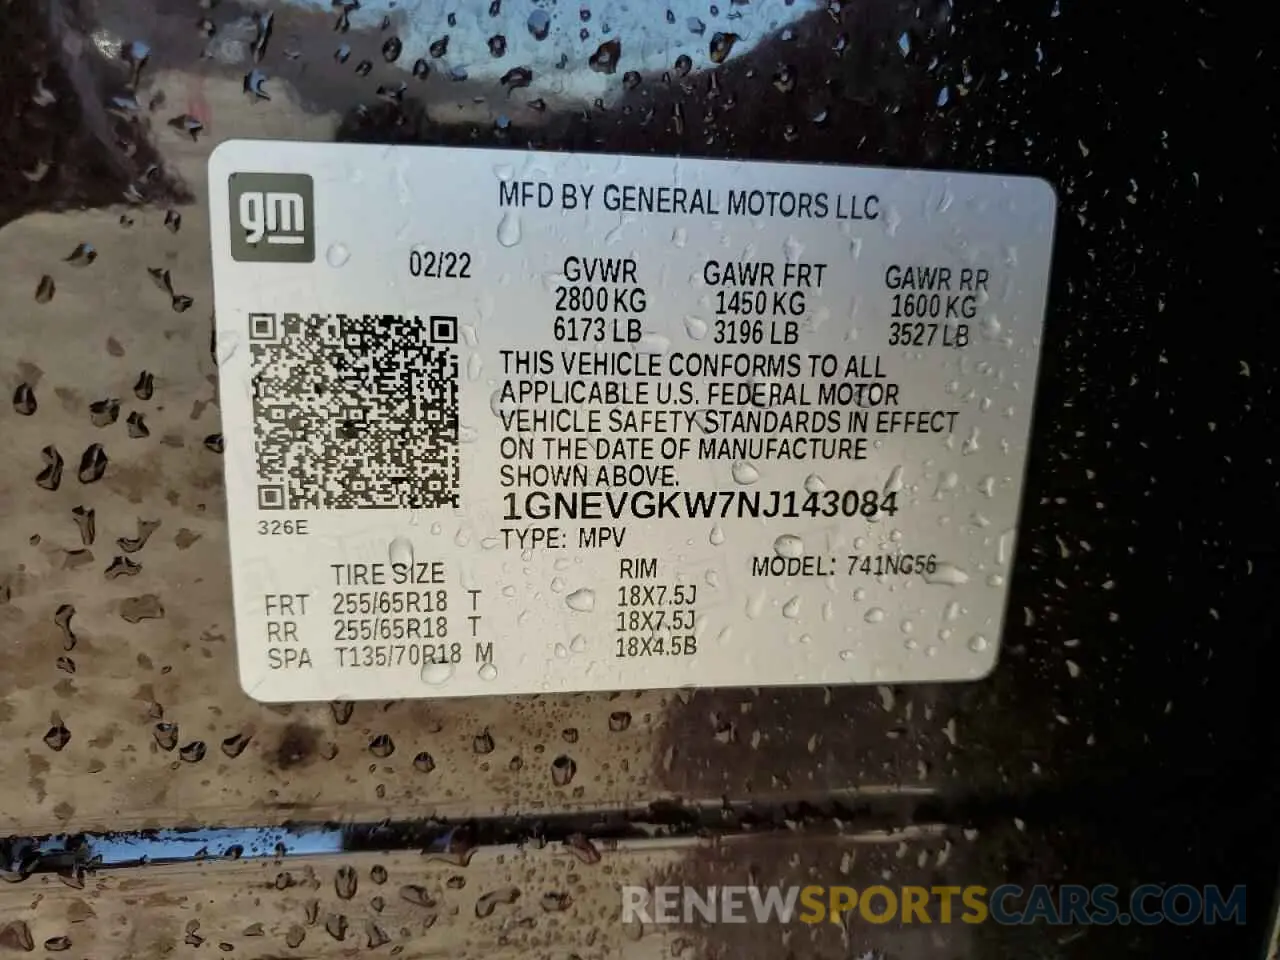 gm
MFD BY GENERAL MOTORS LLC
02/22 GVWR GAWR FRT GAWR RR
2800 KG 1450 KG 1600 KG
6173 LB 3196 LB 3527 LB
THIS VEHICLE CONFORMS TO ALL
APPLICABLE U.S. FEDERAL MOTOR
VEHICLE SAFETY STANDARDS IN EFFECT
ON THE DATE OF MANUFACTURE
SHOWN ABOVE.
1GNEVGKW7NJ143084
326E
TYPE: MPV
TIRE SIZE RIM MODEL: 741NG56
FRT 255/65R18 T 18X7.5J
RR 255/65R18 T 18X7.5J
SPA T135/70R18 M 18X4.5B
RENEWSPORTSCARS.COM